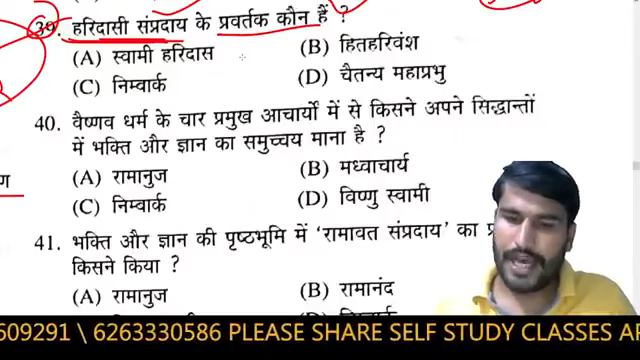 39. हरिदासी संप्रदाय के प्रवर्तक कौन हैं ?
(A) स्वामी हरिदास (B) हितहरिवंश
(C) निम्वार्क (D) चैतन्य महाप्रभु
40. वैष्णव धर्म के चार प्रमुख आचार्यो में से किसने अपने सिद्धान्तों
में भक्ति और ज्ञान का समुच्चय माना है ?
(A) रामानुज (B) मध्वाचार्य
(C) निम्वार्क (D) विष्णु स्वामी
41. भक्ति और ज्ञान की पृष्ठभूमि में ‘रामावत संप्रदाय’ का
किसने किया ?
(A) रामानुज (B) रामानंद
609291 \ 6263330586 PLEASE SHARE SELF STUDY CLASSES